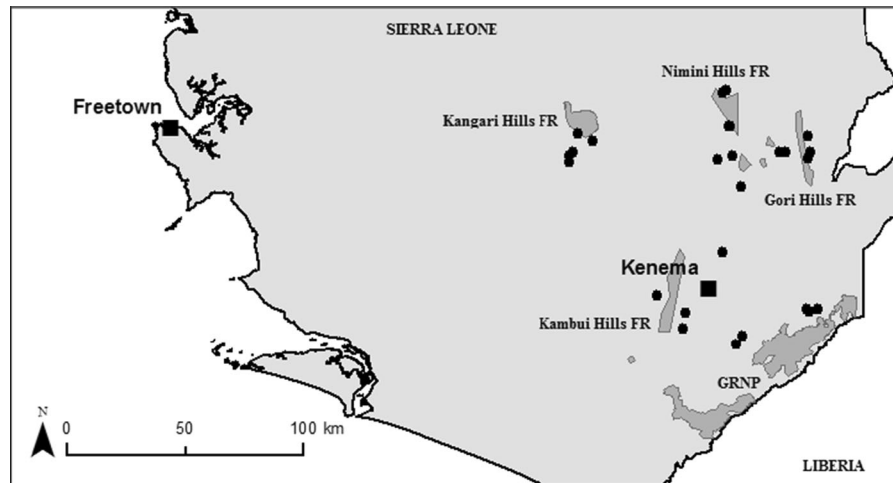 SIERRA LEONE
Nimini Hills FR
Freetown
Kangari Hills FR
Gori Hills FR
Kenema
Kambui Hills FR
GRNP
N
0 50 100 km
LIBERIA